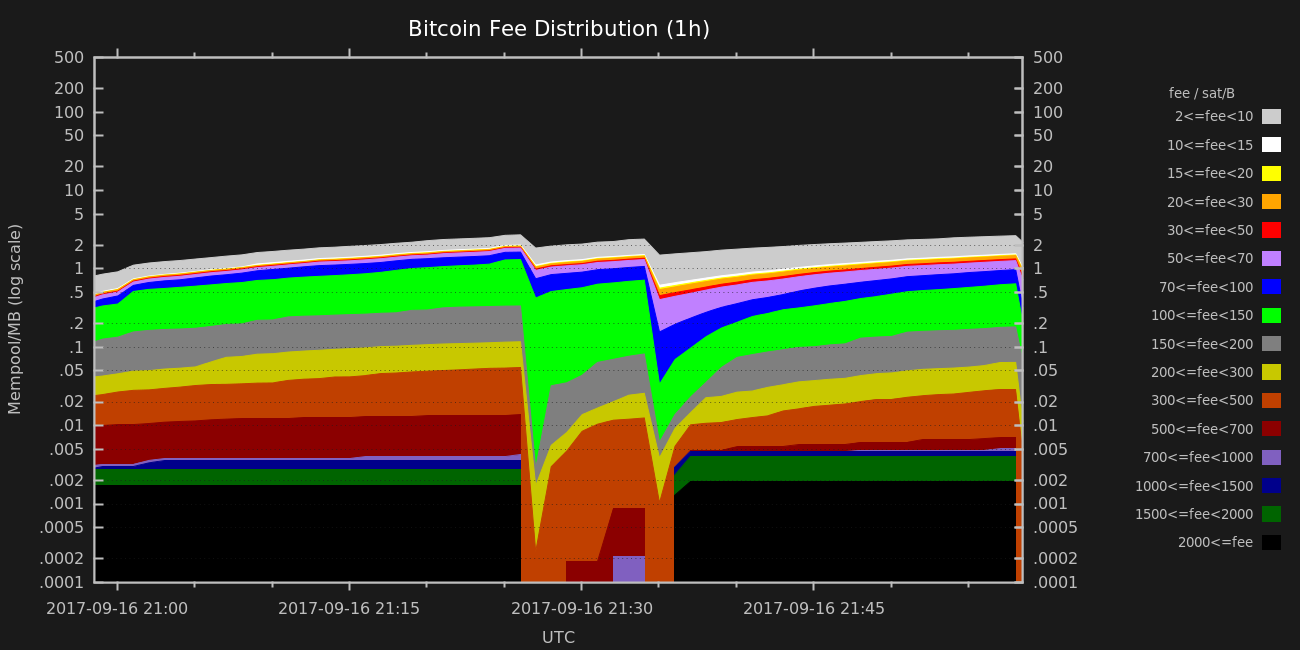 Bitcoin Fee Distribution (1h)
Mempool/MB (log scale)
500
200
100
50
20
10
5
2
1
.5
.2
.1
.05
.02
.01
.005
.002
.001
.0005
.0002
.0001
500
200
100
50
20
10
5
2
1
.5
.2
.1
.05
.02
.01
.005
.002
.001
.0005
.0002
.0001
2017-09-16 21:00 2017-09-16 21:15 2017-09-16 21:30 2017-09-16 21:45
UTC
fee / sat/B
2<=fee<10
10<=fee<15
15<=fee<20
20<=fee<30
30<=fee<50
50<=fee<70
70<=fee<100
100<=fee<150
150<=fee<200
200<=fee<300
300<=fee<500
500<=fee<700
700<=fee<1000
1000<=fee<1500
1500<=fee<2000
2000<=fee